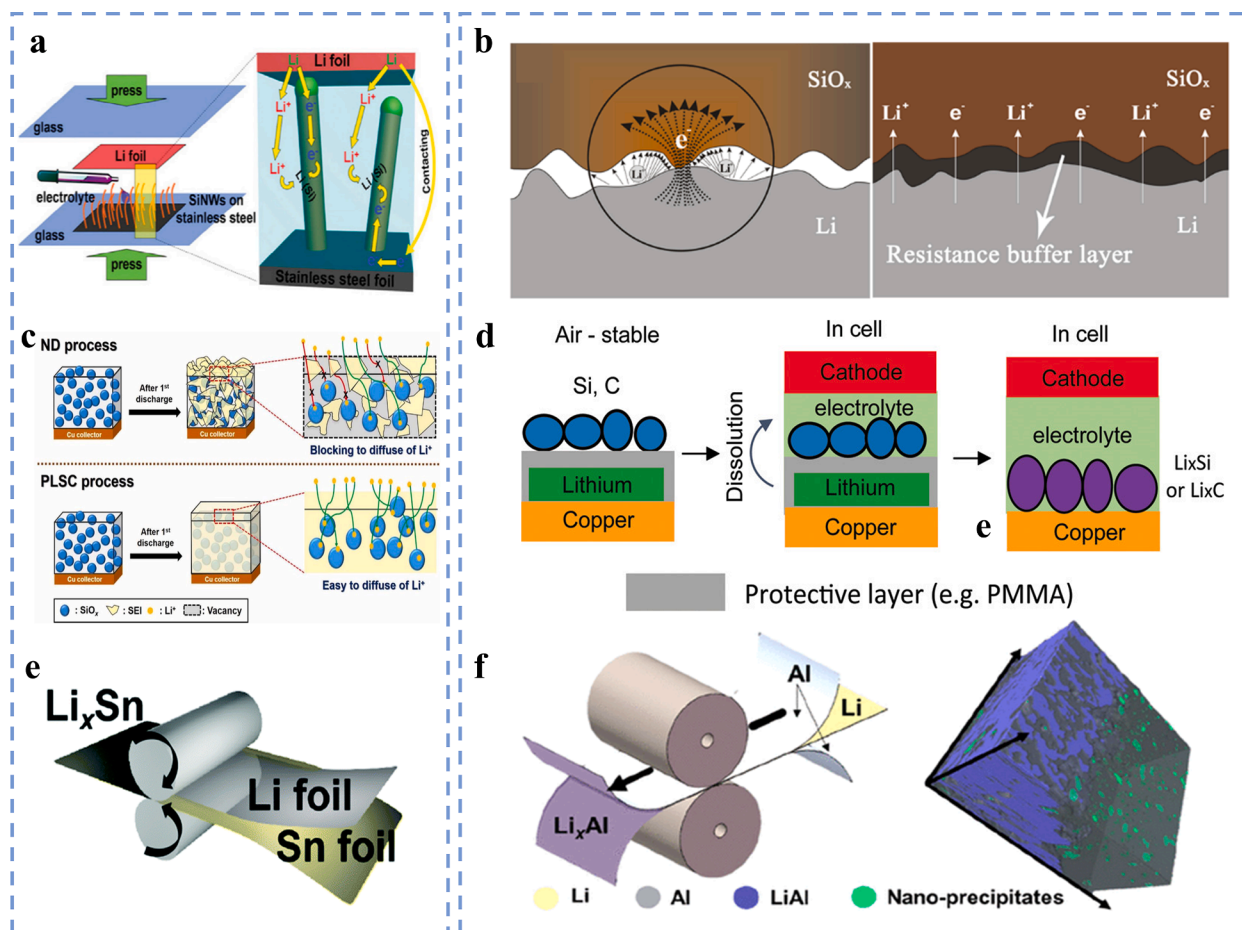 a
press
glass
Li foil
electrolyte
SiNWs on
stainless steel
glass
press
Li foil
Li
Li
Li⁺
e⁻
Li⁺
Li⁺
e⁻
Li(Si)
Li⁺
Li(Si)
e⁻
Contacting
Stainless steel foil
b
SiOₓ
e⁻
Li⁺
Li⁺
Li
SiOₓ
Li⁺
e⁻
Li⁺
e⁻
Li⁺
e⁻
Li
Resistance buffer layer
c
ND process
After 1st
discharge
Cu collector
Cu collector
Blocking to diffuse of Li⁺
PLSC process
After 1st
discharge
Cu collector
Cu collector
Easy to diffuse of Li⁺
: SiOₓ
: SEI
: Li⁺
: Vacancy
d
Air - stable
Si, C
Lithium
Copper
Dissolution
In cell
Cathode
electrolyte
Lithium
Copper
In cell
Cathode
electrolyte
Copper
e
LixSi
or LixC
Protective layer (e.g. PMMA)
e
LiₓSn
Li foil
Sn foil
f
Al
Li
LiₓAl
Li
Al
LiAl
Nano-precipitates